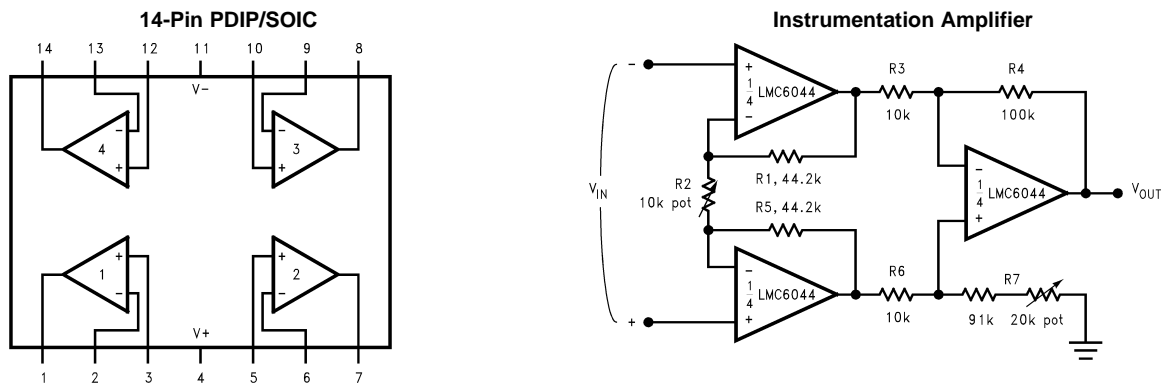 14-Pin PDIP/SOIC
14 13 12 11 10 9 8
V-
- + 4
- + 3
+ - 1
+ - 2
V+
1 2 3 4 5 6 7
Instrumentation Amplifier
-
+ 1/4 LMC6044 -
R3
10k
R4
100k
R1, 44.2k
R2
10k pot
V_IN
R5, 44.2k
- 1/4 LMC6044 +
V_OUT
- 1/4 LMC6044 +
R6
10k
R7
91k
20k pot
+